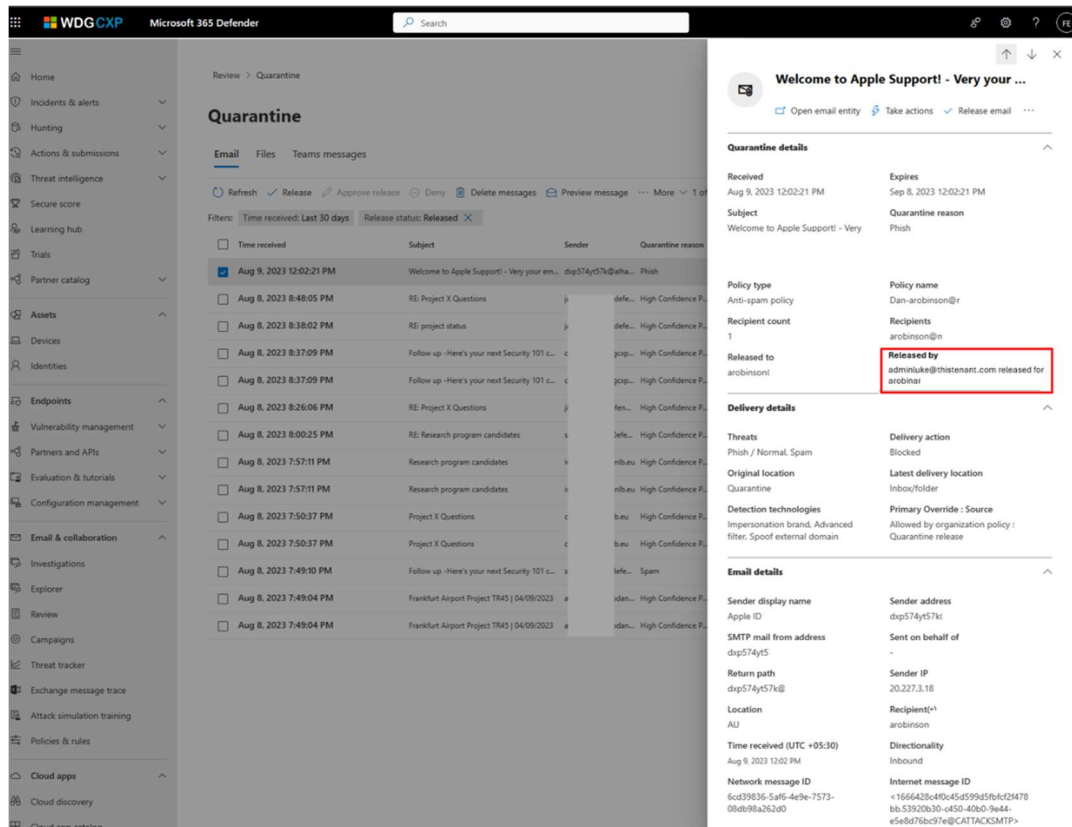 WDGCXP Microsoft 365 Defender Search FE
Home
Incidents & alerts
Hunting
Actions & submissions
Threat intelligence
Secure score
Learning hub
Trials
Partner catalog
Assets
Devices
Identities
Endpoints
Vulnerability management
Partners and APIs
Evaluation & tutorials
Configuration management
Email & collaboration
Investigations
Explorer
Review
Campaigns
Threat tracker
Exchange message trace
Attack simulation training
Policies & rules
Cloud apps
Cloud discovery
Cloud app catalog
Review > Quarantine
Quarantine
Email Files Teams messages
Refresh Release Approve release Deny Delete messages Preview message ··· More 1 of
Filters: Time received: Last 30 days Release status: Released
Time received Subject Sender Quarantine reason
Aug 9, 2023 12:02:21 PM Welcome to Apple Support! - Very your em... dxp574yt57k@alha... Phish
Aug 8, 2023 8:48:05 PM RE: Project X Questions defe... High Confidence P...
Aug 8, 2023 8:38:02 PM RE: project status defe... High Confidence P...
Aug 8, 2023 8:37:09 PM Follow up -Here's your next Security 101 c... High Confidence P...
Aug 8, 2023 8:37:09 PM Follow up -Here's your next Security 101 c... High Confidence P...
Aug 8, 2023 8:26:06 PM RE: Project X Questions High Confidence P...
Aug 8, 2023 8:00:25 PM RE: Research program candidates High Confidence P...
Aug 8, 2023 7:57:11 PM Research program candidates High Confidence P...
Aug 8, 2023 7:57:11 PM Research program candidates High Confidence P...
Aug 8, 2023 7:50:37 PM Project X Questions High Confidence P...
Aug 8, 2023 7:50:37 PM Project X Questions High Confidence P...
Aug 8, 2023 7:49:10 PM Follow up -Here's your next Security 101 c... Spam
Aug 8, 2023 7:49:04 PM Frankfurt Airport Project TR45 | 04/09/2023 High Confidence P...
Aug 8, 2023 7:49:04 PM Frankfurt Airport Project TR45 | 04/09/2023 High Confidence P...
Welcome to Apple Support! - Very your ...
Open email entity Take actions Release email ···
Quarantine details
Received Expires
Aug 9, 2023 12:02:21 PM Sep 8, 2023 12:02:21 PM
Subject Quarantine reason
Welcome to Apple Support! - Very Phish
Policy type Policy name
Anti-spam policy Dan-arobinson@r
Recipient count Recipients
1 arobinson@
Released to Released by
arobinson adminluke@thistenant.com released for
arobinar
Delivery details
Threats Delivery action
Phish / Normal, Spam Blocked
Original location Latest delivery location
Quarantine Inbox/folder
Detection technologies Primary Override : Source
Impersonation brand, Advanced Allowed by organization policy :
filter, Spoof external domain Quarantine release
Email details
Sender display name Sender address
Apple ID dxp574yt57k
SMTP mail from address Sent on behalf of
dxp574yt5 -
Return path Sender IP
dxp574yt57k@ 20.227.3.18
Location Recipient
AU arobinson
Time received (UTC +05:30) Directionality
Aug 9, 2023 12:02 PM Inbound
Network message ID Internet message ID
6cd39836-5af6-4e9e-7573- <1666428c4f0c45d599d5fbfcf2f478
08db98a262d0 bb.53920b30-c450-40b0-9e44-
e5e8d76bc97e@CATTACKSMTP>